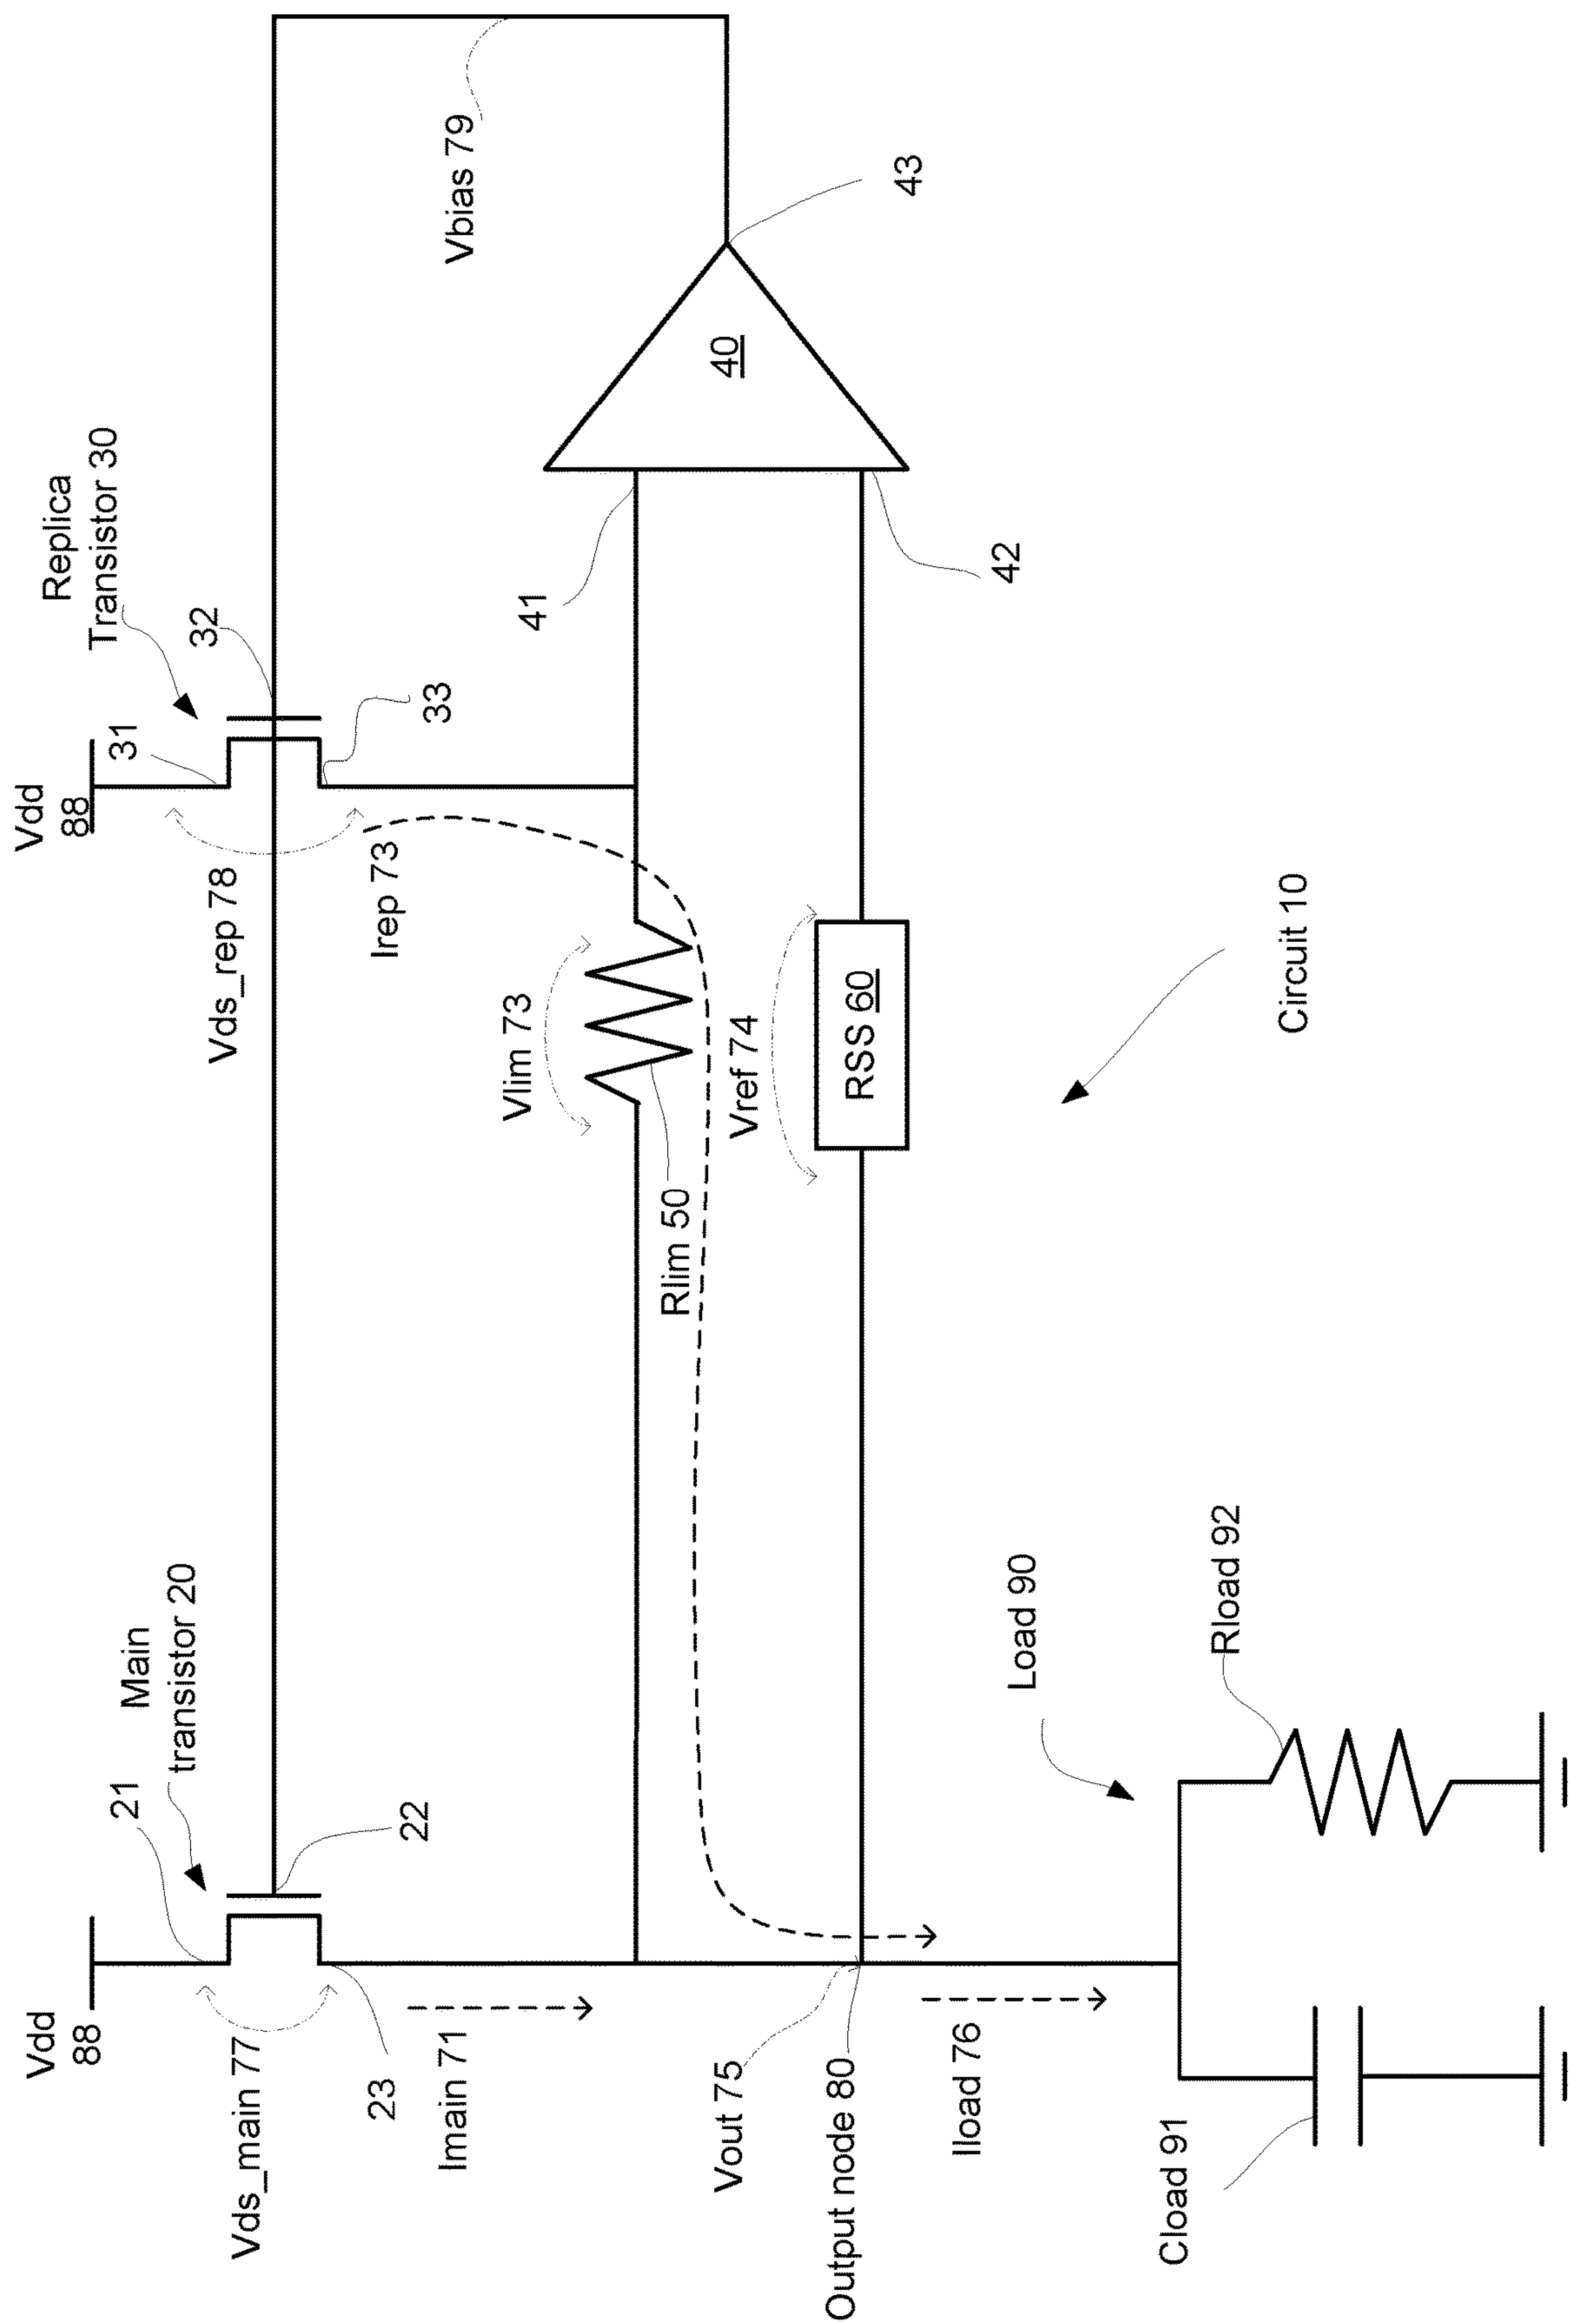 Vdd
88
Vds_main 77
21
Main
transistor 20
22
23
Imain 71
Vdd
88
31
Replica
Transistor 30
32
33
Vds_rep 78
Irep 73
Vbias 79
Vlim 73
Rlim 50
41
40
43
42
Vref 74
RSS 60
Vout 75
Output node 80
Iload 76
Load 90
Rload 92
Cload 91
Circuit 10